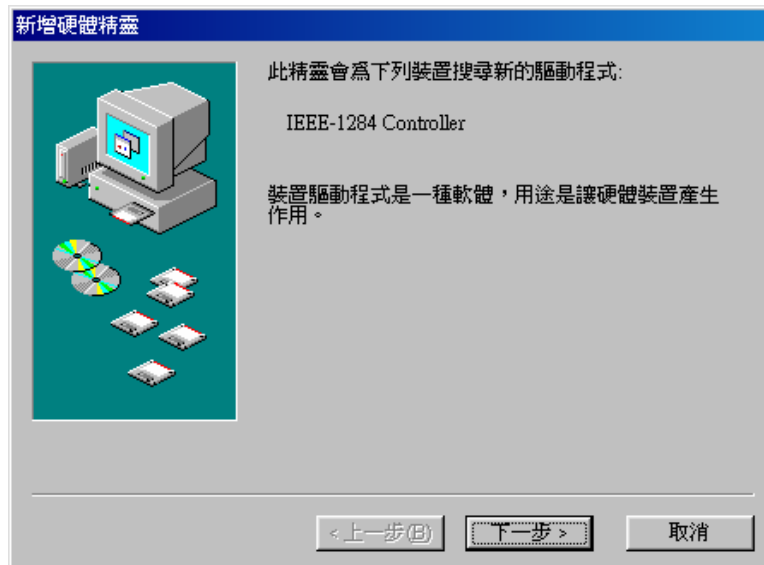 新增硬體精靈
此精靈會爲下列裝置搜尋新的驅動程式:
IEEE-1284 Controller
裝置驅動程式是一種軟體，用途是讓硬體裝置產生
作用。
<上一步(B) 下一步> 取消